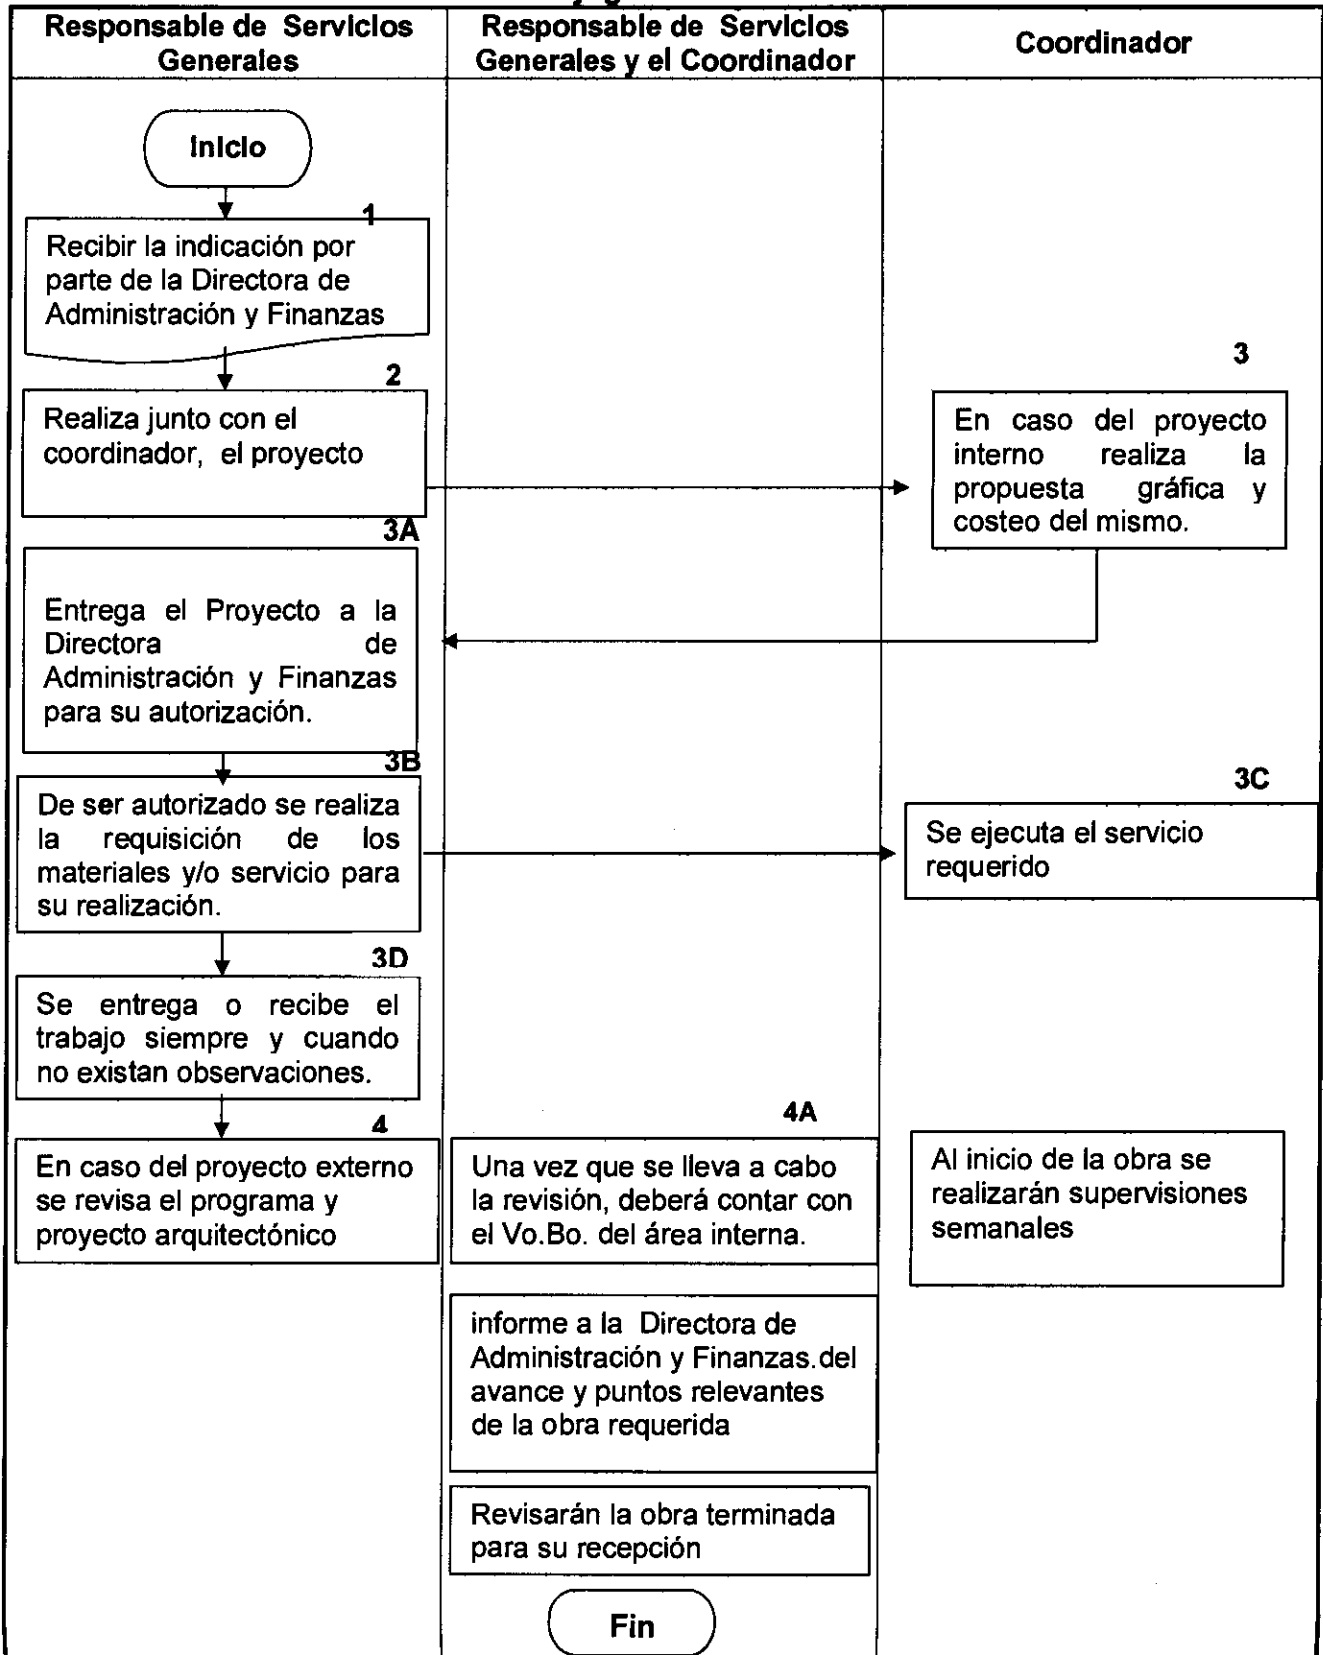 Responsable de Servicios
Generales
Responsable de Servicios
Generales y el Coordinador
Coordinador
Inicio
1
Recibir la indicación por
parte de la Directora de
Administración y Finanzas
2
Realiza junto con el
coordinador, el proyecto
3
En caso del proyecto
interno realiza la
propuesta gráfica y
costeo del mismo.
3A
Entrega el Proyecto a la
Directora de
Administración y Finanzas
para su autorización.
3B
De ser autorizado se realiza
la requisición de los
materiales y/o servicio para
su realización.
3C
Se ejecuta el servicio
requerido
3D
Se entrega o recibe el
trabajo siempre y cuando
no existan observaciones.
4
En caso del proyecto externo
se revisa el programa y
proyecto arquitectónico
4A
Una vez que se lleva a cabo
la revisión, deberá contar con
el Vo.Bo. del área interna.
Al inicio de la obra se
realizarán supervisiones
semanales
informe a la Directora de
Administración y Finanzas.del
avance y puntos relevantes
de la obra requerida
Revisarán la obra terminada
para su recepción
Fin